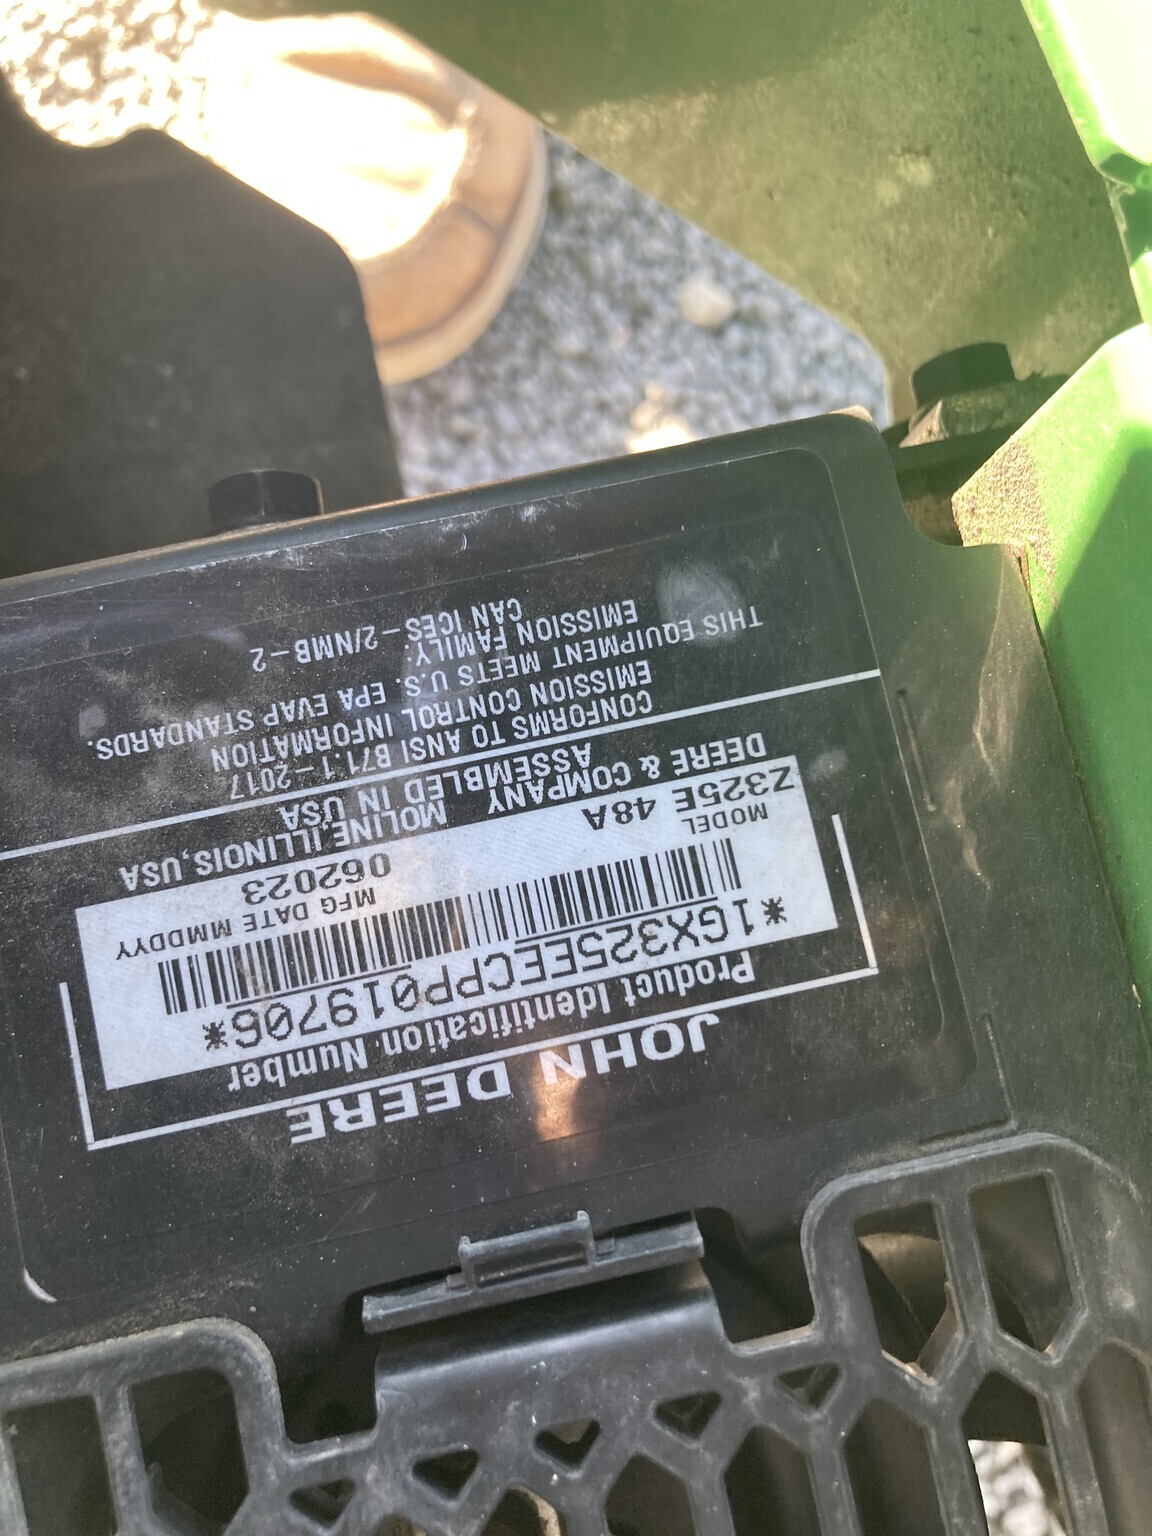 JOHN DEERE
Product Identification Number
*1GX325EECPP019706*
MODEL MFG DATE MMDDYY
Z325E 48A 062023
DEERE & COMPANY MOLINE, ILLINOIS, USA
ASSEMBLED IN USA
CONFORMS TO ANSI B71.1-2017
EMISSION CONTROL INFORMATION
THIS EQUIPMENT MEETS U.S. EPA EVAP STANDARDS.
EMISSION FAMILY:
CAN ICES-2/NMB-2